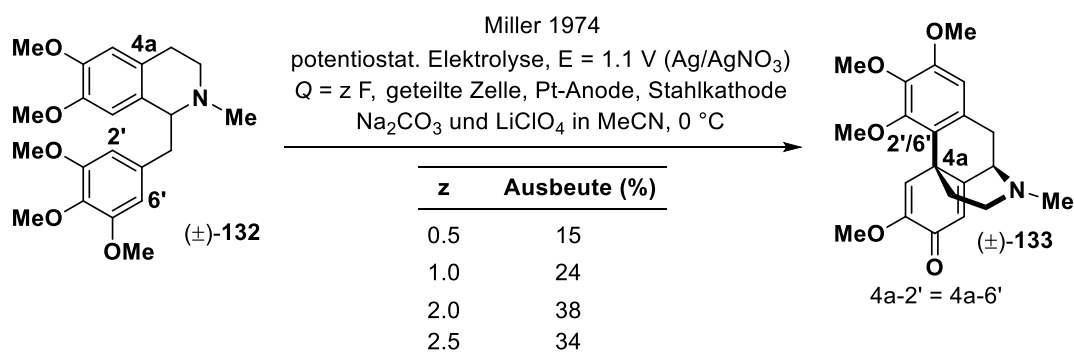 Miller 1974
potentiostat. Elektrolyse, E = 1.1 V (Ag/AgNO₃)
Q = z F, geteilte Zelle, Pt-Anode, Stahlkathode
Na₂CO₃ und LiClO₄ in MeCN, 0 °C
z Ausbeute (%)
0.5 15
1.0 24
2.0 38
2.5 34
MeO
4a
MeO
N
Me
2'
MeO
6'
MeO
OMe
(±)-132
OMe
MeO
MeO
2'/6'
4a
N
Me
MeO
O
(±)-133
4a-2' = 4a-6'